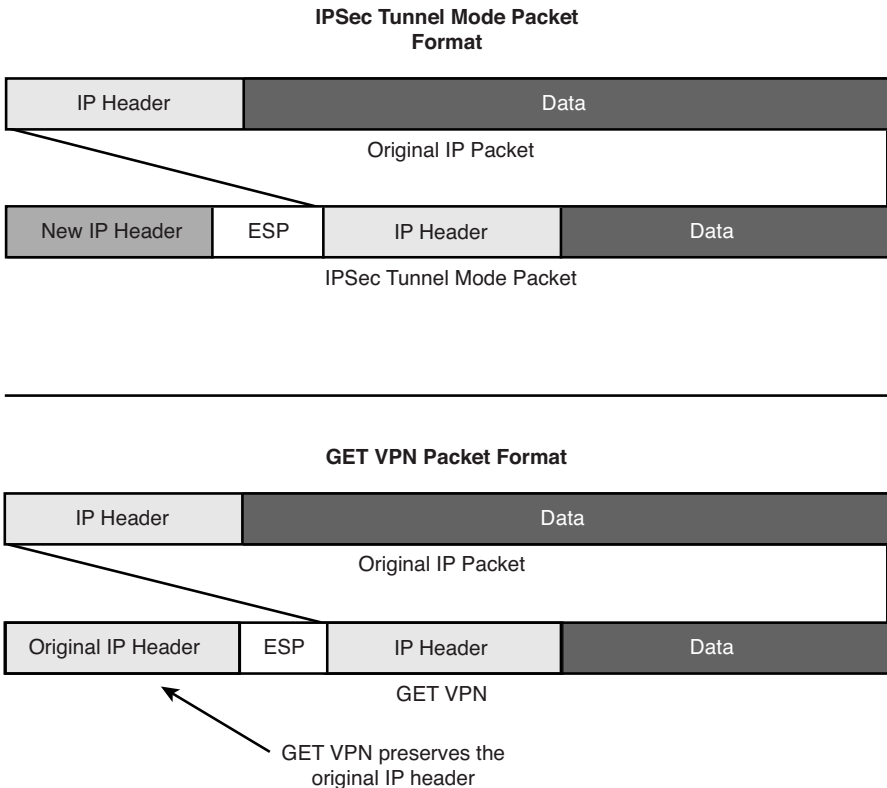 IPSec Tunnel Mode Packet
Format
IP Header
Data
Original IP Packet
New IP Header
ESP
IP Header
Data
IPSec Tunnel Mode Packet
GET VPN Packet Format
IP Header
Data
Original IP Packet
Original IP Header
ESP
IP Header
Data
GET VPN
GET VPN preserves the
original IP header